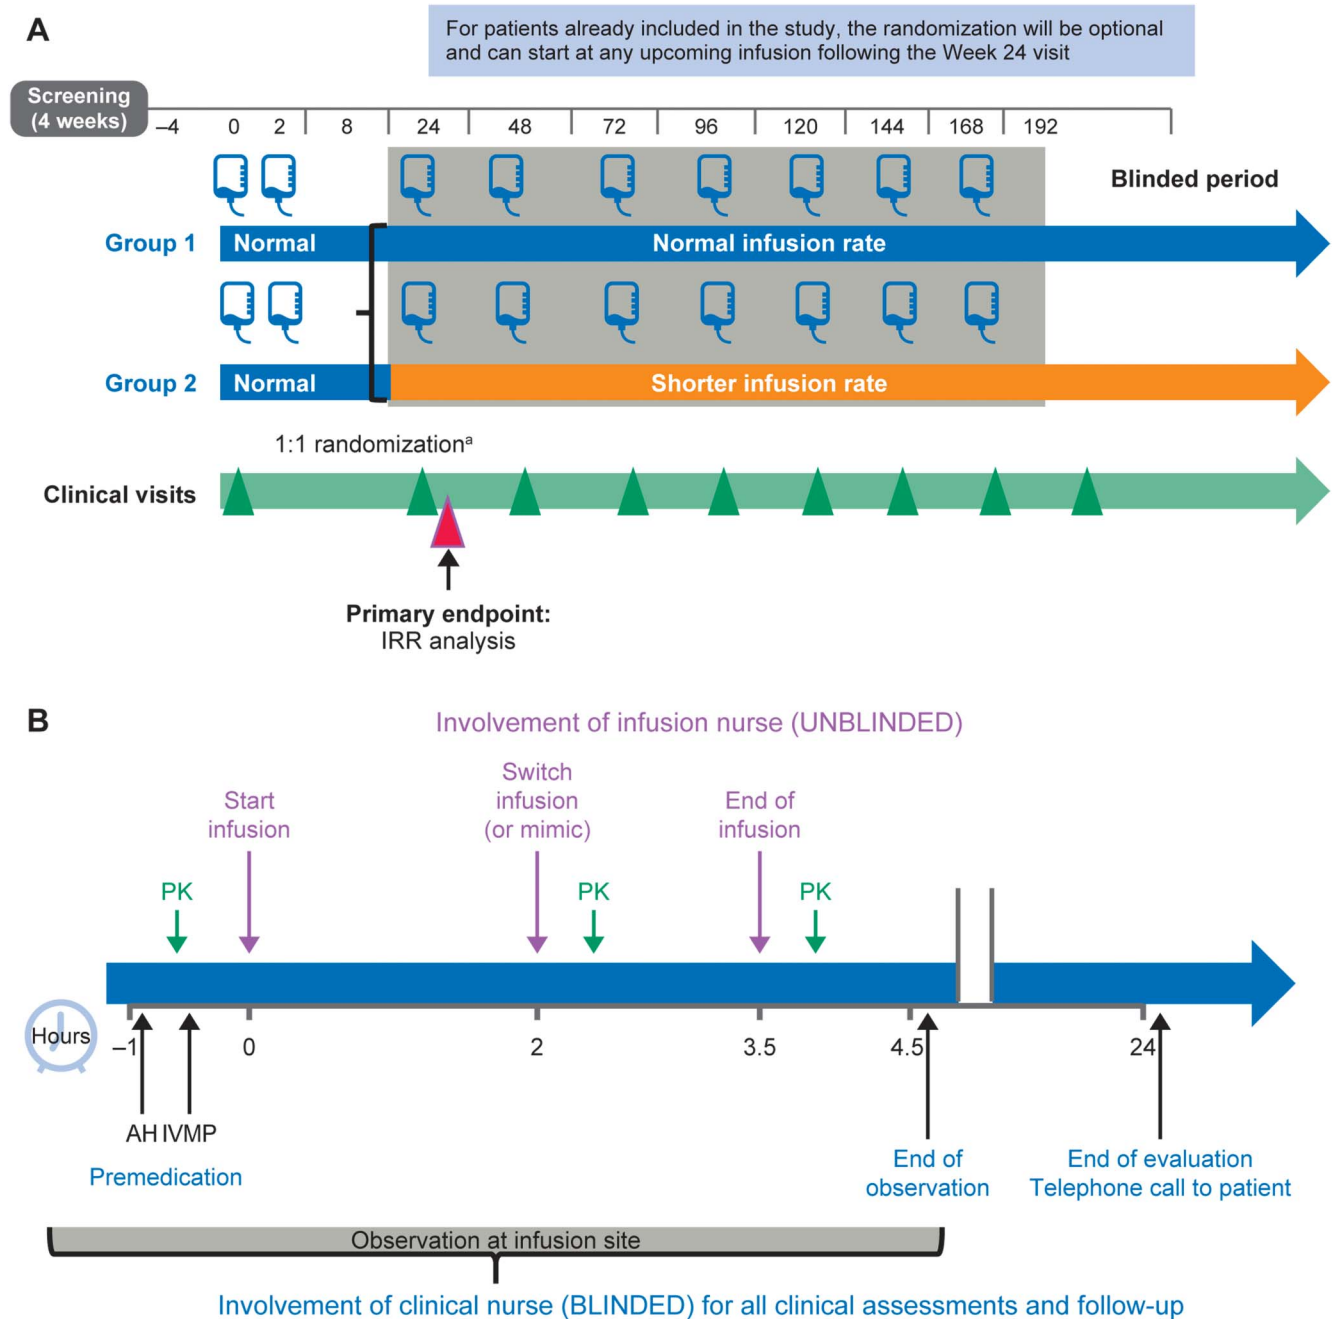 A
For patients already included in the study, the randomization will be optional
and can start at any upcoming infusion following the Week 24 visit
Screening
(4 weeks)
–4 0 2 8 24 48 72 96 120 144 168 192
Blinded period
Group 1 Normal Normal infusion rate
Group 2 Normal Shorter infusion rate
1:1 randomizationᵃ
Clinical visits
Primary endpoint:
IRR analysis
B
Involvement of infusion nurse (UNBLINDED)
Start
infusion
Switch
infusion
(or mimic)
End of
infusion
PK PK PK
Hours
–1 0 2 3.5 4.5 24
AH IVMP
Premedication
End of
observation
End of evaluation
Telephone call to patient
Observation at infusion site
Involvement of clinical nurse (BLINDED) for all clinical assessments and follow-up